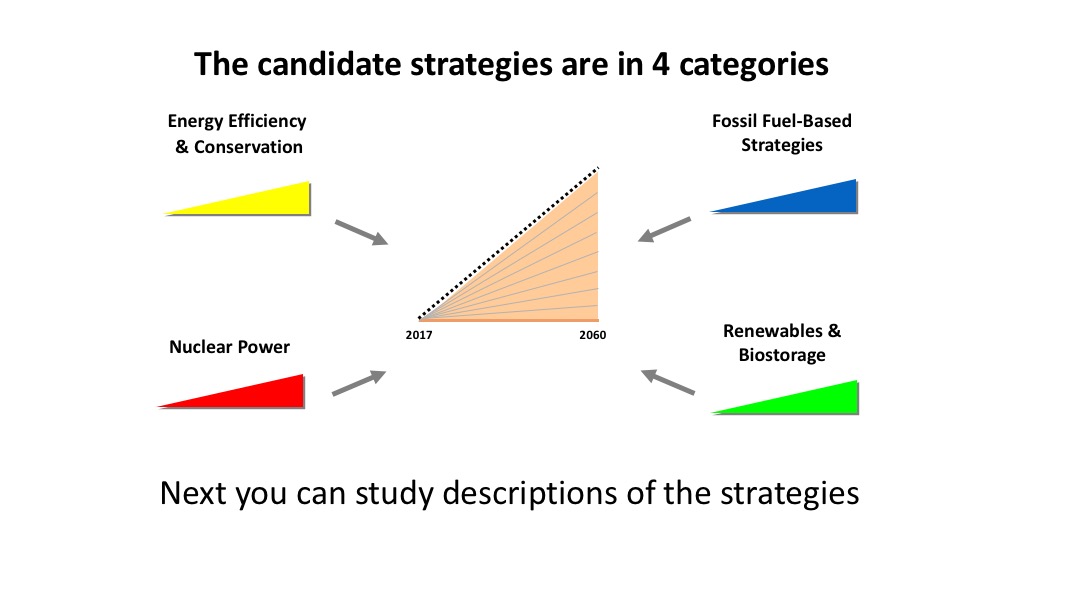 The candidate strategies are in 4 categories
Energy Efficiency
& Conservation
Fossil Fuel-Based
Strategies
2017
2060
Nuclear Power
Renewables &
Biostorage
Next you can study descriptions of the strategies